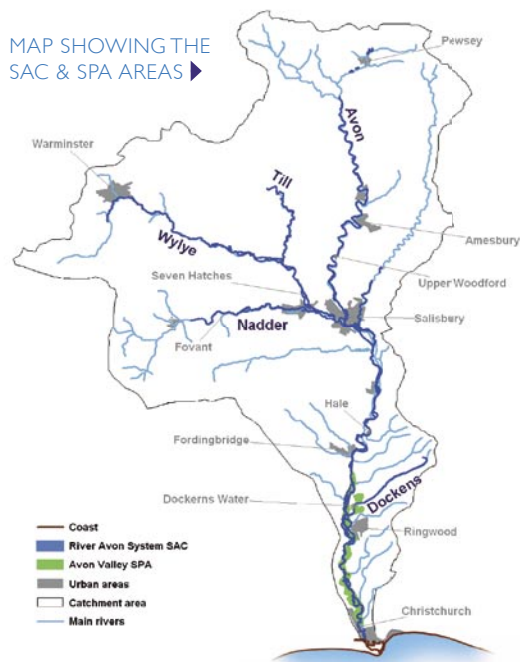 MAP SHOWING THE
SAC & SPA AREAS
Pewsey
Avon
Warminster
Till
Wylye
Amesbury
Seven Hatches
Upper Woodford
Salisbury
Nadder
Fovant
Hale
Fordingbridge
Dockens
Dockerns Water
Ringwood
Christchurch
Coast
River Avon System SAC
Avon Valley SPA
Urban areas
Catchment area
Main rivers